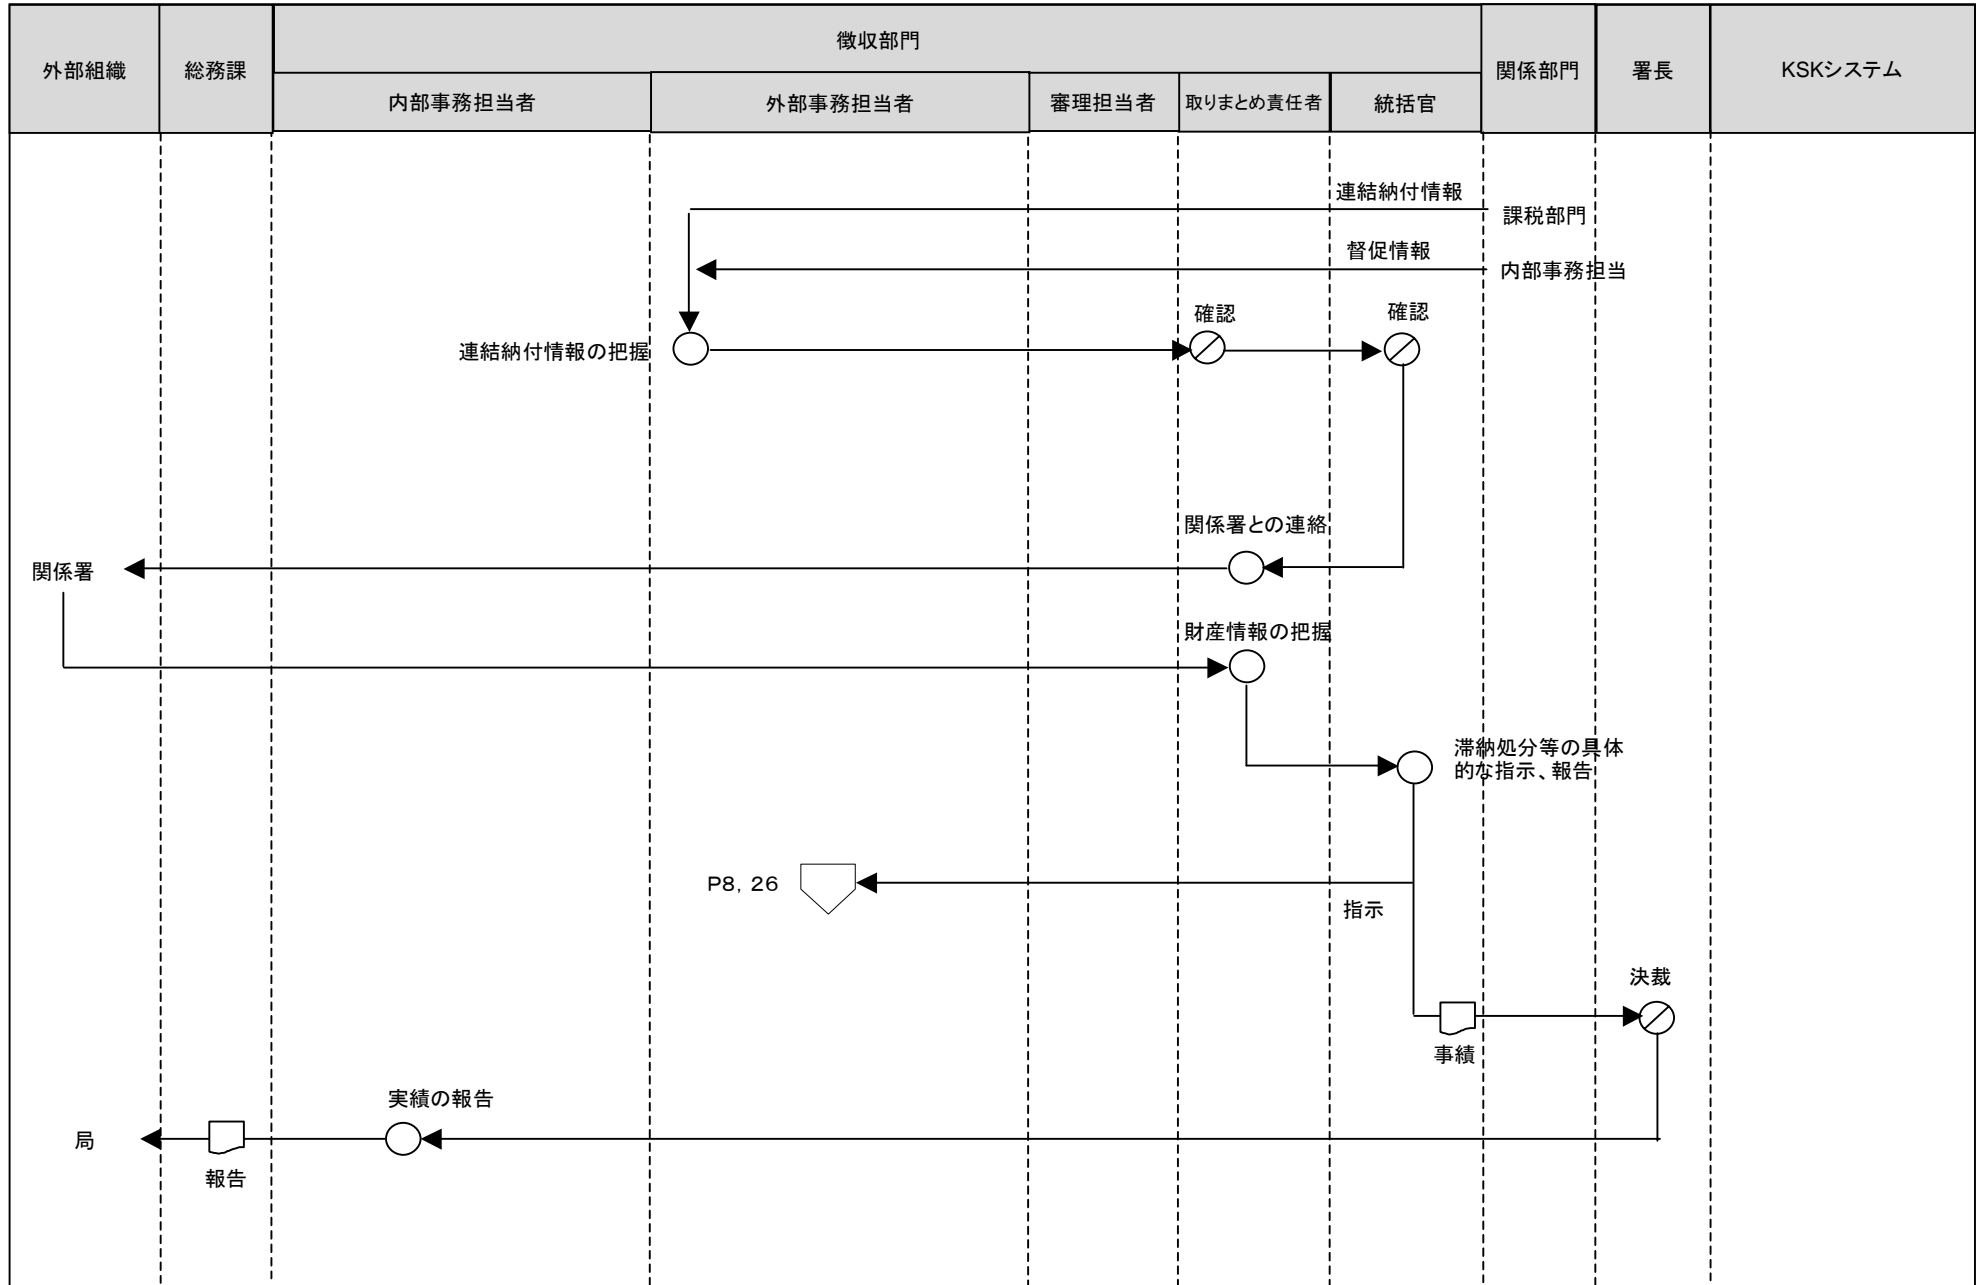 徴収部門
外部組織
総務課
関係部門
署長
KSKシステム
内部事務担当者
外部事務担当者
審理担当者
取りまとめ責任者
統括官
連結納付情報
課税部門
督促情報
内部事務担当
確認
確認
連結納付情報の把握
関係署との連絡
関係署
財産情報の把握
滞納処分等の具体
的な指示、報告
P8, 26
指示
決裁
事績
実績の報告
局
報告